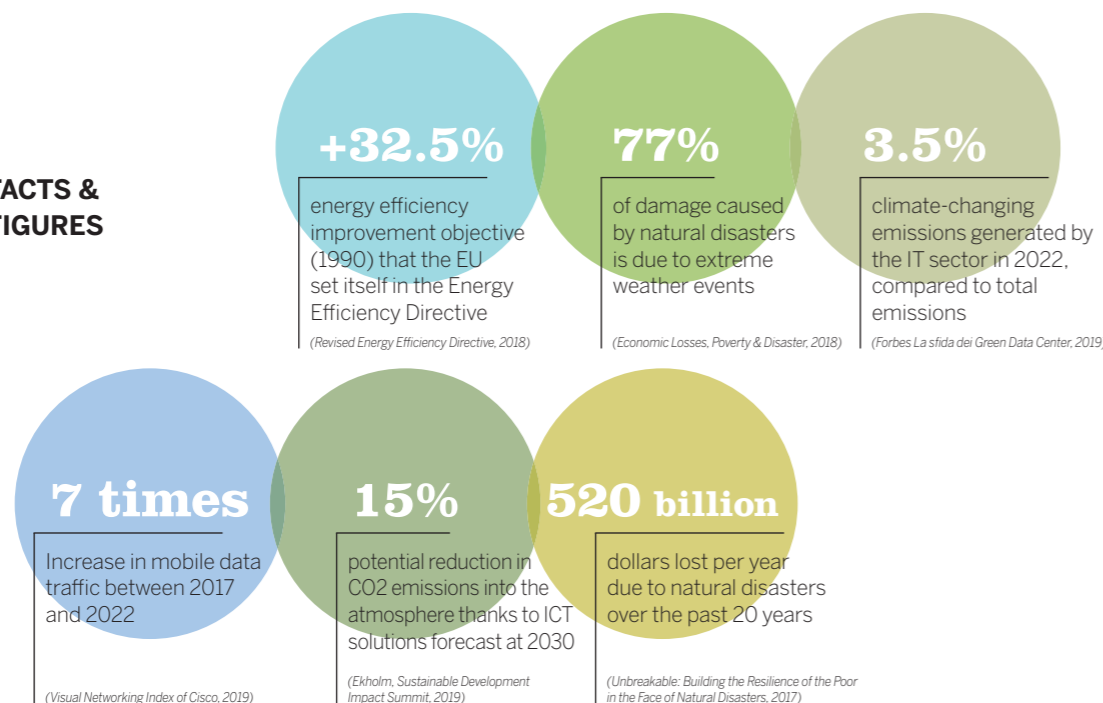 FACTS &
FIGURES
+32.5%
energy efficiency
improvement objective
(1990) that the EU
set itself in the Energy
Efficiency Directive
(Revised Energy Efficiency Directive, 2018)
77%
of damage caused
by natural disasters
is due to extreme
weather events
(Economic Losses, Poverty & Disaster, 2018)
3.5%
climate-changing
emissions generated by
the IT sector in 2022,
compared to total
emissions
(Forbes La sfida dei Green Data Center, 2019)
7 times
Increase in mobile data
traffic between 2017
and 2022
(Visual Networking Index of Cisco, 2019)
15%
potential reduction in
CO2 emissions into the
atmosphere thanks to ICT
solutions forecast at 2030
(Ekholm, Sustainable Development
Impact Summit, 2019)
520 billion
dollars lost per year
due to natural disasters
over the past 20 years
(Unbreakable: Building the Resilience of the Poor
in the Face of Natural Disasters, 2017)